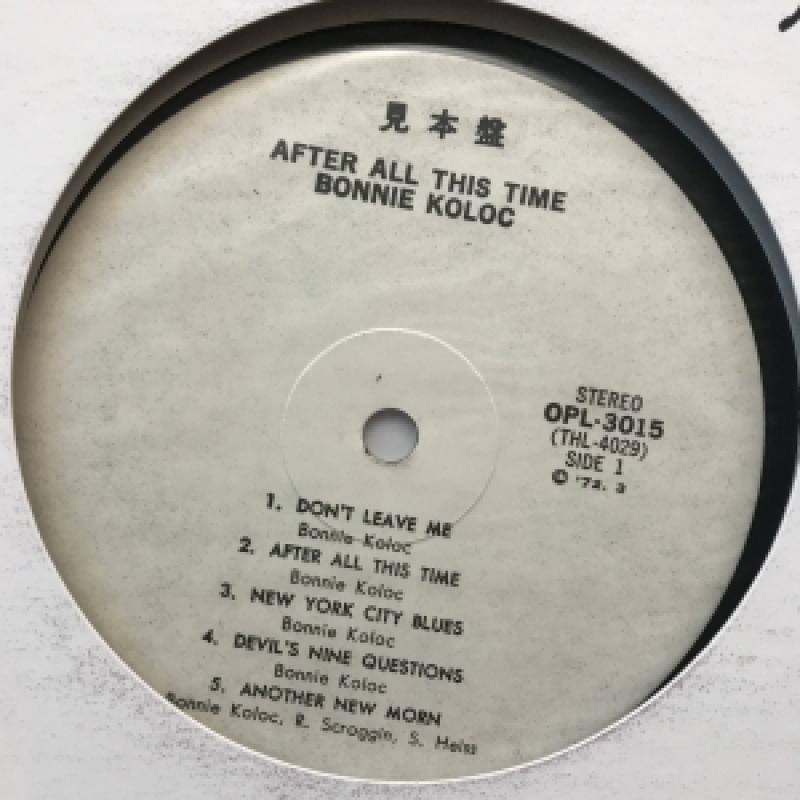 見本盤
AFTER ALL THIS TIME
BONNIE KOLOC
STEREO
OPL-3015
(THL-4029)
SIDE 1
1. DON'T LEAVE ME
Bonnie Koloc
2. AFTER ALL THIS TIME
Bonnie Koloc
3. NEW YORK CITY BLUES
Bonnie Koloc
4. DEVIL'S NINE QUESTIONS
Bonnie Koloc
5. ANOTHER NEW MORN
Bonnie Koloc, R. Scroggin, S. Heiss